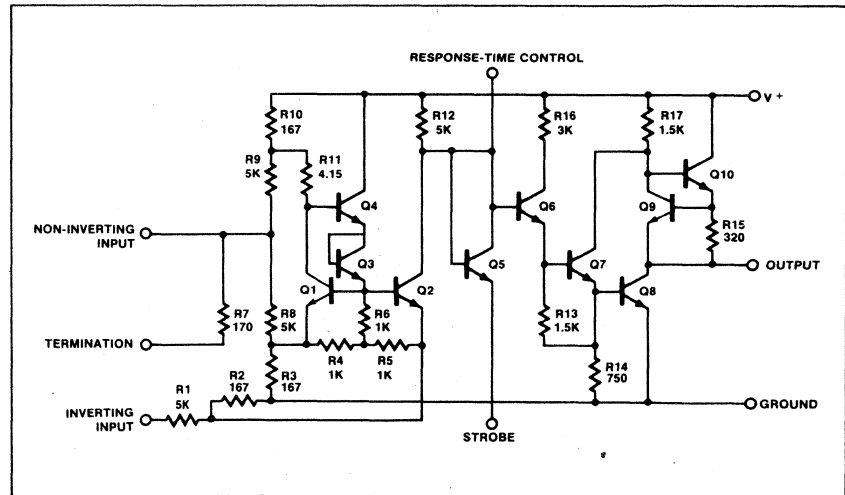 RESPONSE-TIME CONTROL
V +
R10
167
R12
5K
R16
3K
R17
1.5K
R9
5K
R11
4.15
Q10
Q4
Q6
Q9
NON-INVERTING
INPUT
R15
320
Q3
Q5
Q7
OUTPUT
Q1
Q2
Q8
R7
170
R8
5K
R6
1K
R13
1.5K
TERMINATION
R4
1K
R5
1K
R14
750
R2
167
R3
167
R1
5K
INVERTING
INPUT
GROUND
STROBE